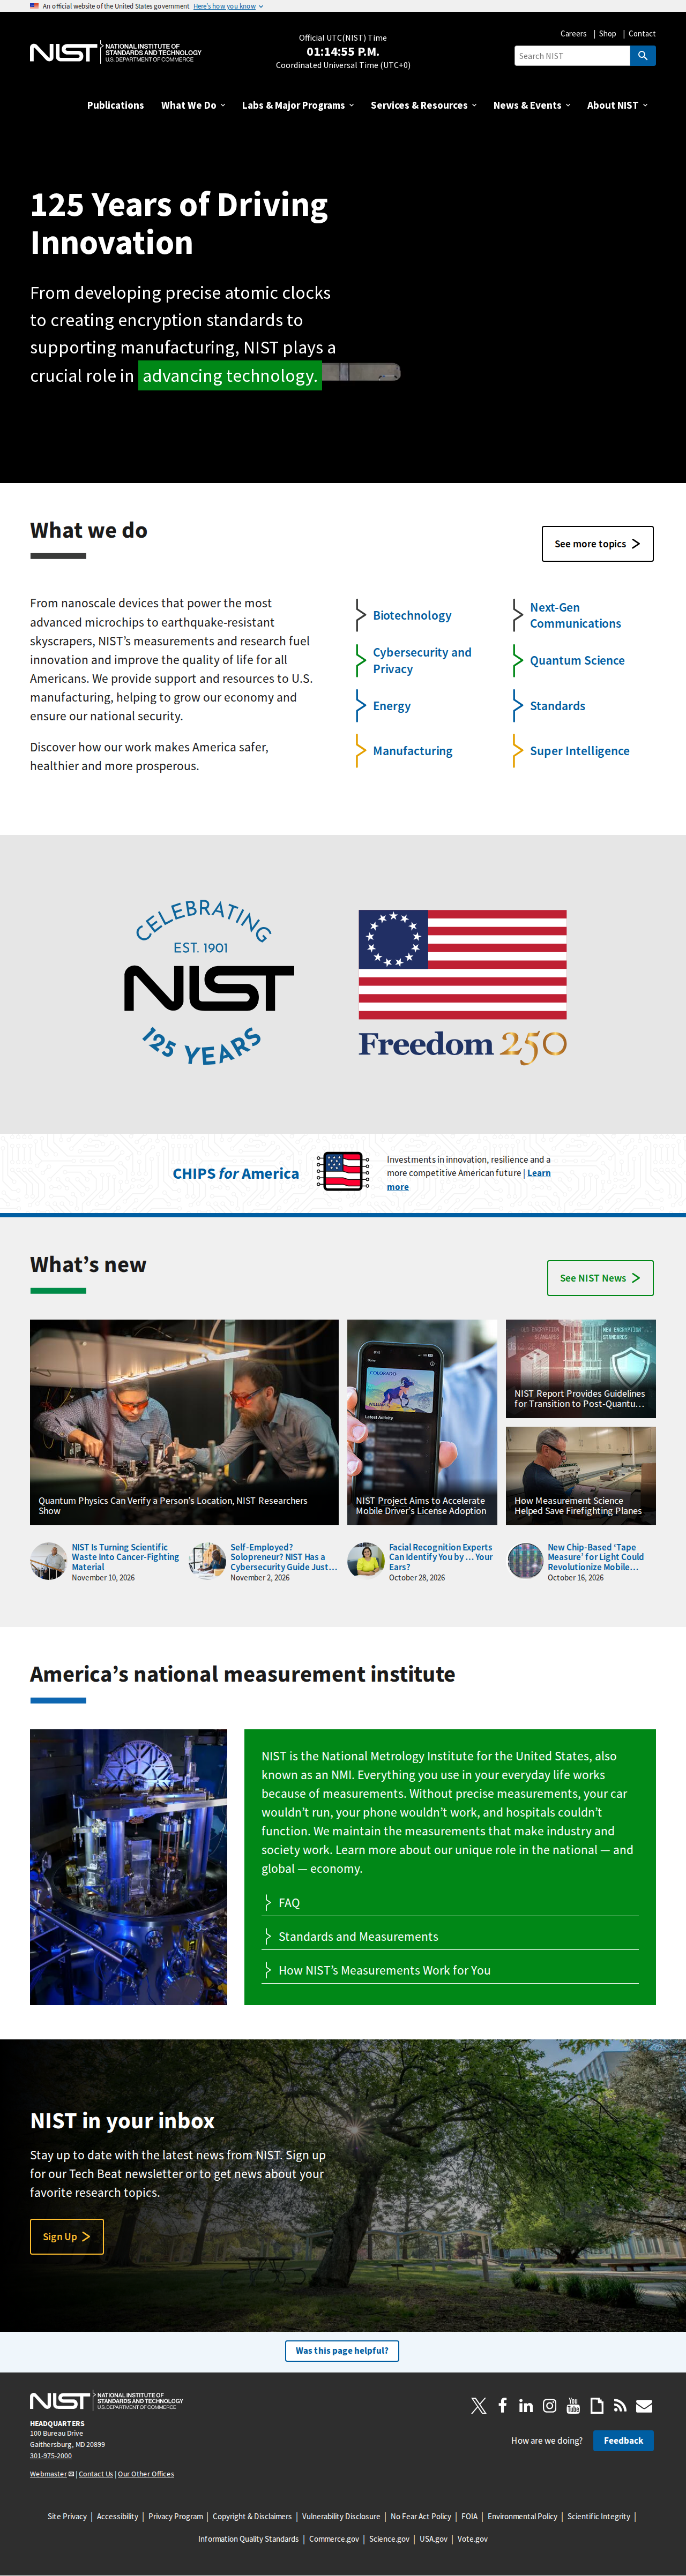 An official website of the United States government Here's how you know
NIST NATIONAL INSTITUTE OF
STANDARDS AND TECHNOLOGY
U.S. DEPARTMENT OF COMMERCE
Official UTC(NIST) Time
01:14:55 P.M.
Coordinated Universal Time (UTC+0)
Careers | Shop | Contact
Search NIST
Publications What We Do Labs & Major Programs Services & Resources News & Events About NIST
125 Years of Driving
Innovation
From developing precise atomic clocks
to creating encryption standards to
supporting manufacturing, NIST plays a
crucial role in advancing technology.
What we do
See more topics
From nanoscale devices that power the most
advanced microchips to earthquake-resistant
skyscrapers, NIST's measurements and research fuel
innovation and improve the quality of life for all
Americans. We provide support and resources to U.S.
manufacturing, helping to grow our economy and
ensure our national security.
Discover how our work makes America safer,
healthier and more prosperous.
Biotechnology
Next-Gen
Communications
Cybersecurity and
Privacy
Quantum Science
Energy
Standards
Manufacturing
Super Intelligence
CELEBRATING
EST. 1901
NIST
125 YEARS
Freedom 250
CHIPS for America
Investments in innovation, resilience and a
more competitive American future | Learn
more
What's new
See NIST News
Quantum Physics Can Verify a Person's Location, NIST Researchers
Show
COLORADO
Latest Activity
NIST Project Aims to Accelerate
Mobile Driver's License Adoption
OLD ENCRYPTION
STANDARDS
NEW ENCRYPTION
STANDARDS
NIST Report Provides Guidelines
for Transition to Post-Quantu…
How Measurement Science
Helped Save Firefighting Planes
NIST Is Turning Scientific
Waste Into Cancer-Fighting
Material
November 10, 2026
Self-Employed?
Solopreneur? NIST Has a
Cybersecurity Guide Just…
November 2, 2026
Facial Recognition Experts
Can Identify You by … Your
Ears?
October 28, 2026
New Chip-Based ‘Tape
Measure’ for Light Could
Revolutionize Mobile…
October 16, 2026
America's national measurement institute
NIST is the National Metrology Institute for the United States, also
known as an NMI. Everything you use in your everyday life works
because of measurements. Without precise measurements, your car
wouldn't run, your phone wouldn't work, and hospitals couldn't
function. We maintain the measurements that make industry and
society work. Learn more about our unique role in the national — and
global — economy.
FAQ
Standards and Measurements
How NIST's Measurements Work for You
NIST in your inbox
Stay up to date with the latest news from NIST. Sign up
for our Tech Beat newsletter or to get news about your
favorite research topics.
Sign Up
Was this page helpful?
NIST NATIONAL INSTITUTE OF
STANDARDS AND TECHNOLOGY
U.S. DEPARTMENT OF COMMERCE
HEADQUARTERS
100 Bureau Drive
Gaithersburg, MD 20899
301-975-2000
Webmaster | Contact Us | Our Other Offices
You Tube
How are we doing? Feedback
Site Privacy | Accessibility | Privacy Program | Copyright & Disclaimers | Vulnerability Disclosure | No Fear Act Policy | FOIA | Environmental Policy | Scientific Integrity |
Information Quality Standards | Commerce.gov | Science.gov | USA.gov | Vote.gov